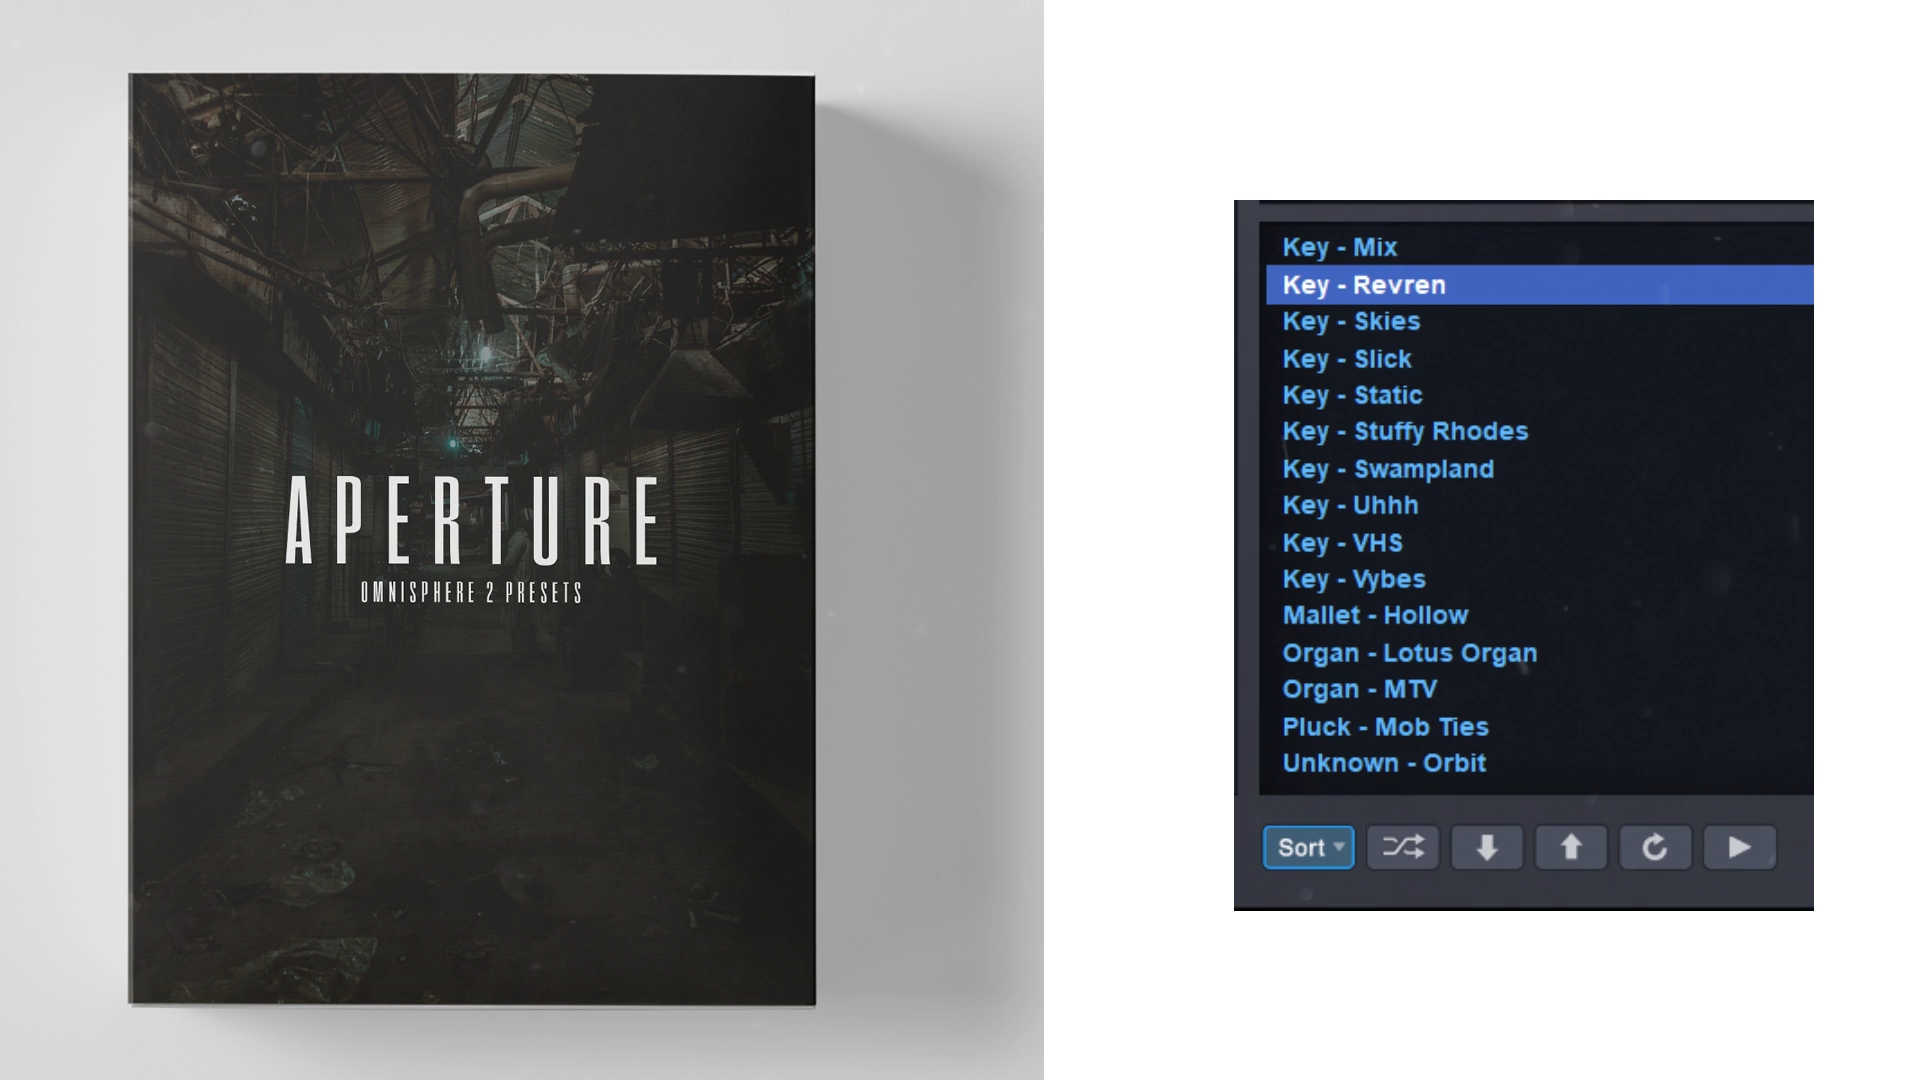 APERTURE
OMNISPHERE 2 PRESETS
Key - Mix
Key - Revren
Key - Skies
Key - Slick
Key - Static
Key - Stuffy Rhodes
Key - Swampland
Key - Uhhh
Key - VHS
Key - Vybes
Mallet - Hollow
Organ - Lotus Organ
Organ - MTV
Pluck - Mob Ties
Unknown - Orbit
Sort